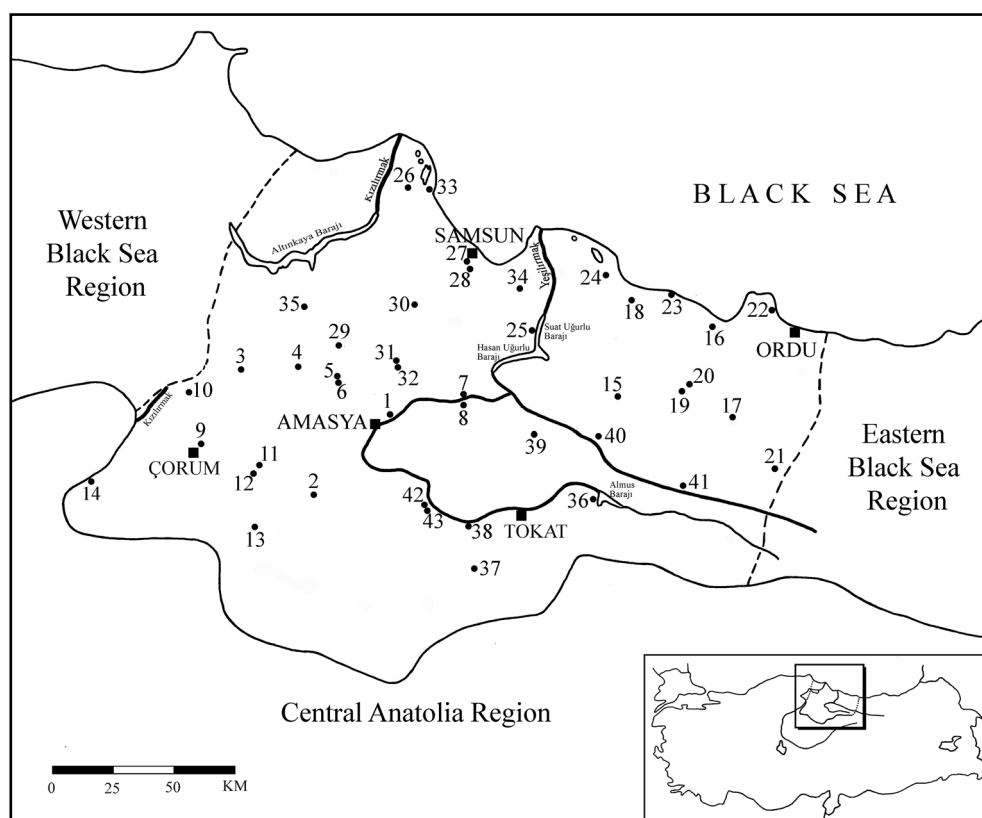 BLACK SEA
Western
Black Sea
Region
Kızılırmak
26
33
Altınkaya Barajı
SAMSUN
27
28
Yeşilırmak
34
24
18
23
16
22
ORDU
35
30
25
Suat Uğurlu
Barajı
Hasan Uğurlu
Barajı
29
3
4
5
6
31
32
10
Kızılırmak
7
8
1
AMASYA
15
20
19
17
9
ÇORUM
39
40
Eastern
Black Sea
Region
11
12
14
2
21
41
Almus
Barajı
36
42
43
38
TOKAT
13
37
Central Anatolia Region
0 25 50 KM